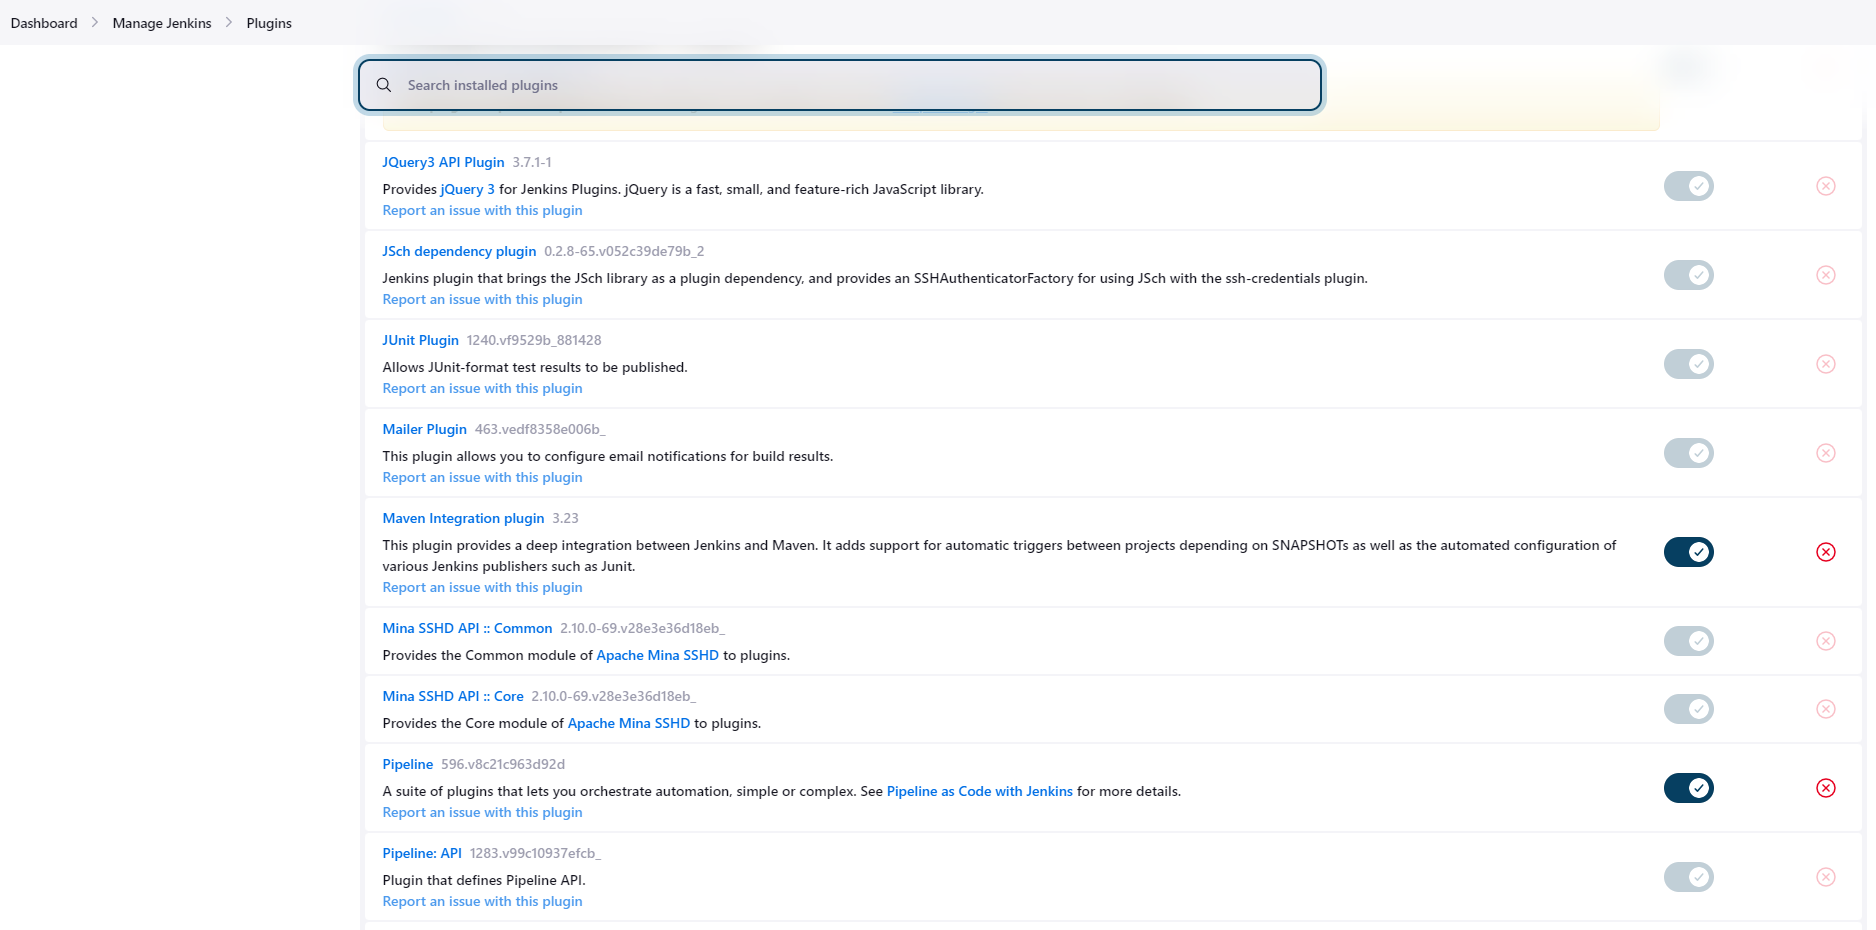 Dashboard > Manage Jenkins > Plugins
Search installed plugins
JQuery3 API Plugin 3.7.1-1
Provides jQuery 3 for Jenkins Plugins. jQuery is a fast, small, and feature-rich JavaScript library.
Report an issue with this plugin
JSch dependency plugin 0.2.8-65.v052c39de79b_2
Jenkins plugin that brings the JSch library as a plugin dependency, and provides an SSHAuthenticatorFactory for using JSch with the ssh-credentials plugin.
Report an issue with this plugin
JUnit Plugin 1240.vf9529b_881428
Allows JUnit-format test results to be published.
Report an issue with this plugin
Mailer Plugin 463.vedf8358e006b_
This plugin allows you to configure email notifications for build results.
Report an issue with this plugin
Maven Integration plugin 3.23
This plugin provides a deep integration between Jenkins and Maven. It adds support for automatic triggers between projects depending on SNAPSHOTs as well as the automated configuration of
various Jenkins publishers such as Junit.
Report an issue with this plugin
Mina SSHD API :: Common 2.10.0-69.v28e3e36d18eb_
Provides the Common module of Apache Mina SSHD to plugins.
Mina SSHD API :: Core 2.10.0-69.v28e3e36d18eb_
Provides the Core module of Apache Mina SSHD to plugins.
Pipeline 596.v8c21c963d92d
A suite of plugins that lets you orchestrate automation, simple or complex. See Pipeline as Code with Jenkins for more details.
Report an issue with this plugin
Pipeline: API 1283.v99c10937efcb_
Plugin that defines Pipeline API.
Report an issue with this plugin